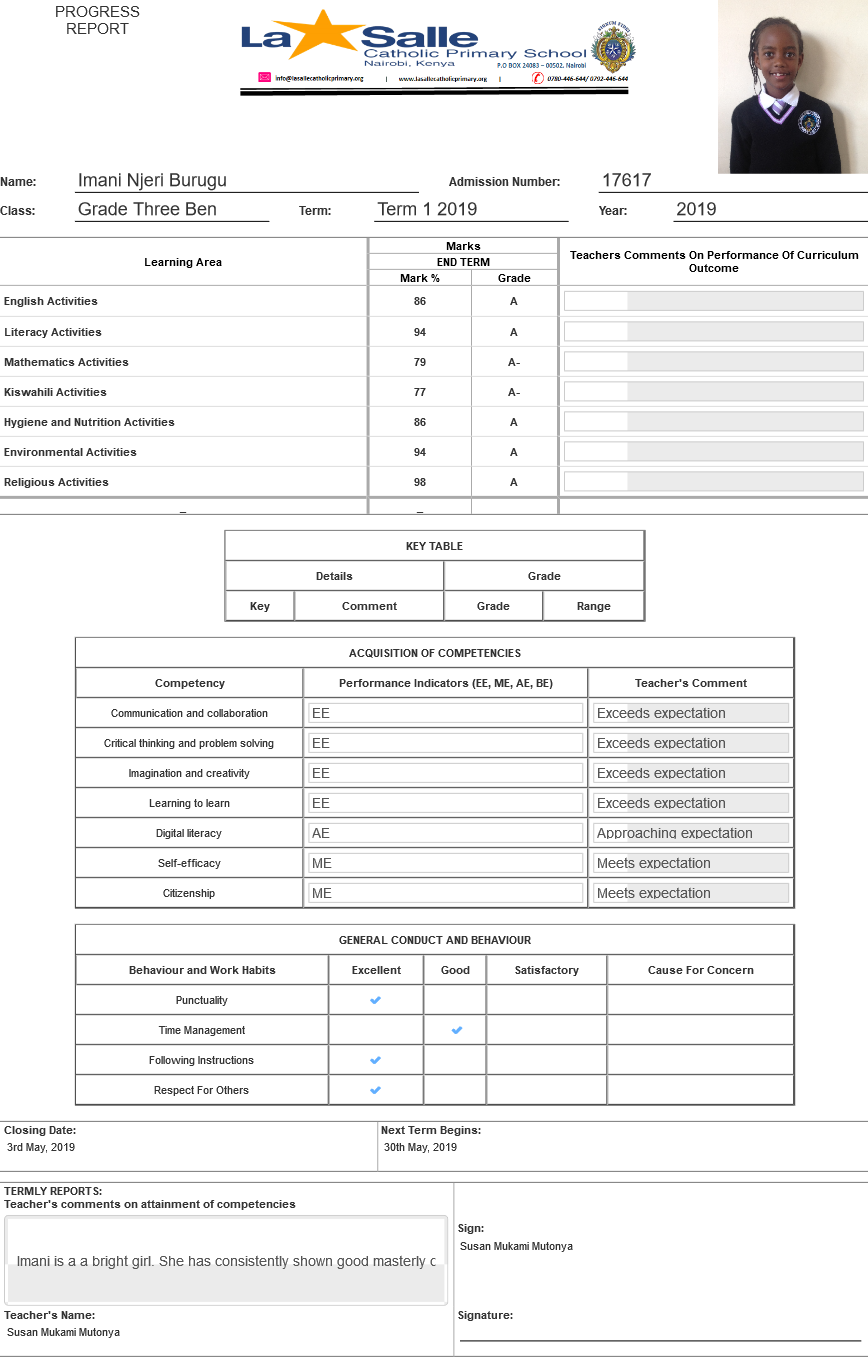 PROGRESS
REPORT
La Salle
Catholic Primary School
Nairobi, Kenya
P.O BOX 24083 – 00502, Nairobi
info@lasallecatholicprimary.org | www.lasallecatholicprimary.org | 0780-446-644/ 0792-446-644
Name: Imani Njeri Burugu Admission Number: 17617
Class: Grade Three Ben Term: Term 1 2019 Year: 2019
Learning Area Marks Teachers Comments On Performance Of Curriculum Outcome
END TERM
Mark % Grade
English Activities 86 A
Literacy Activities 94 A
Mathematics Activities 79 A-
Kiswahili Activities 77 A-
Hygiene and Nutrition Activities 86 A
Environmental Activities 94 A
Religious Activities 98 A
_ _
KEY TABLE
Details Grade
Key Comment Grade Range
ACQUISITION OF COMPETENCIES
Competency Performance Indicators (EE, ME, AE, BE) Teacher's Comment
Communication and collaboration EE Exceeds expectation
Critical thinking and problem solving EE Exceeds expectation
Imagination and creativity EE Exceeds expectation
Learning to learn EE Exceeds expectation
Digital literacy AE Approaching expectation
Self-efficacy ME Meets expectation
Citizenship ME Meets expectation
GENERAL CONDUCT AND BEHAVIOUR
Behaviour and Work Habits Excellent Good Satisfactory Cause For Concern
Punctuality
Time Management
Following Instructions
Respect For Others
Closing Date: Next Term Begins:
3rd May, 2019 30th May, 2019
TERMLY REPORTS:
Teacher's comments on attainment of competencies
Imani is a a bright girl. She has consistently shown good masterly
Sign:
Susan Mukami Mutonya
Teacher's Name: Signature:
Susan Mukami Mutonya